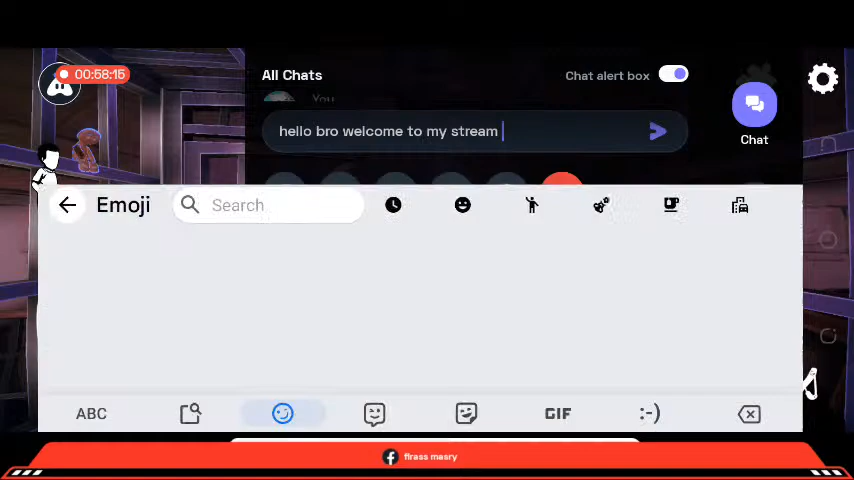 00:58:15
All Chats
Chat alert box
You
hello bro welcome to my stream
Chat
Emoji
Search
ABC
GIF
:-)
firass masry